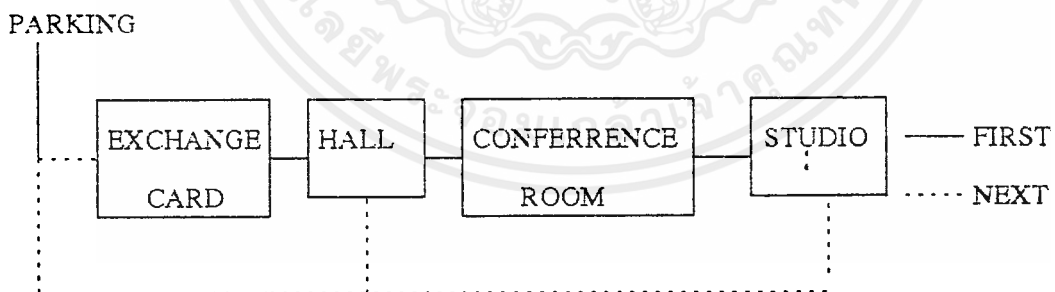 PARKING
EXCHANGE
CARD
HALL
CONFERRENCE
ROOM
STUDIO
FIRST
NEXT